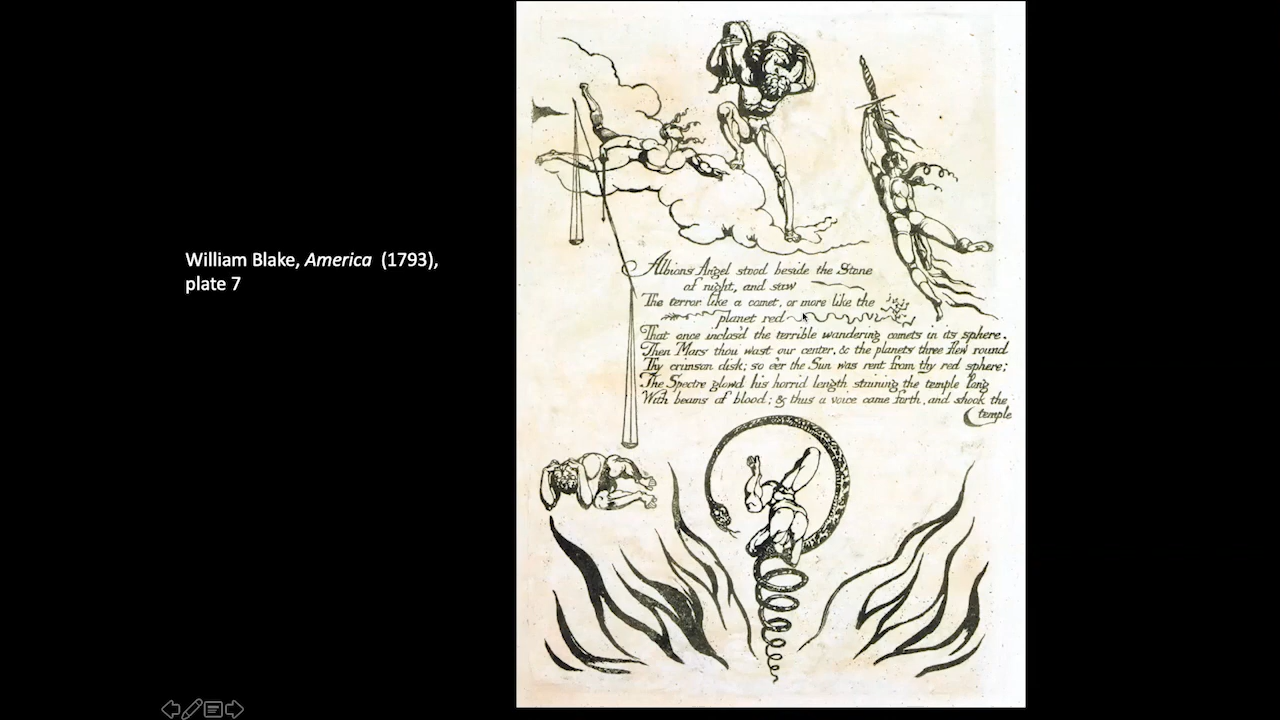 William Blake, America (1793),
plate 7
Albions Angel stood beside the Stone
of night, and saw
The terror like a comet, or more like the
planet red
That once inclos'd the terrible wandering comets in its sphere.
Then Mars thou wast our center, & the planets three flew round
Thy crimson disk; so e'er the Sun was rent from thy red sphere;
The Spectre glowd his horrid length staining the temple long
With beams of blood; & thus a voice came forth, and shook the
temple